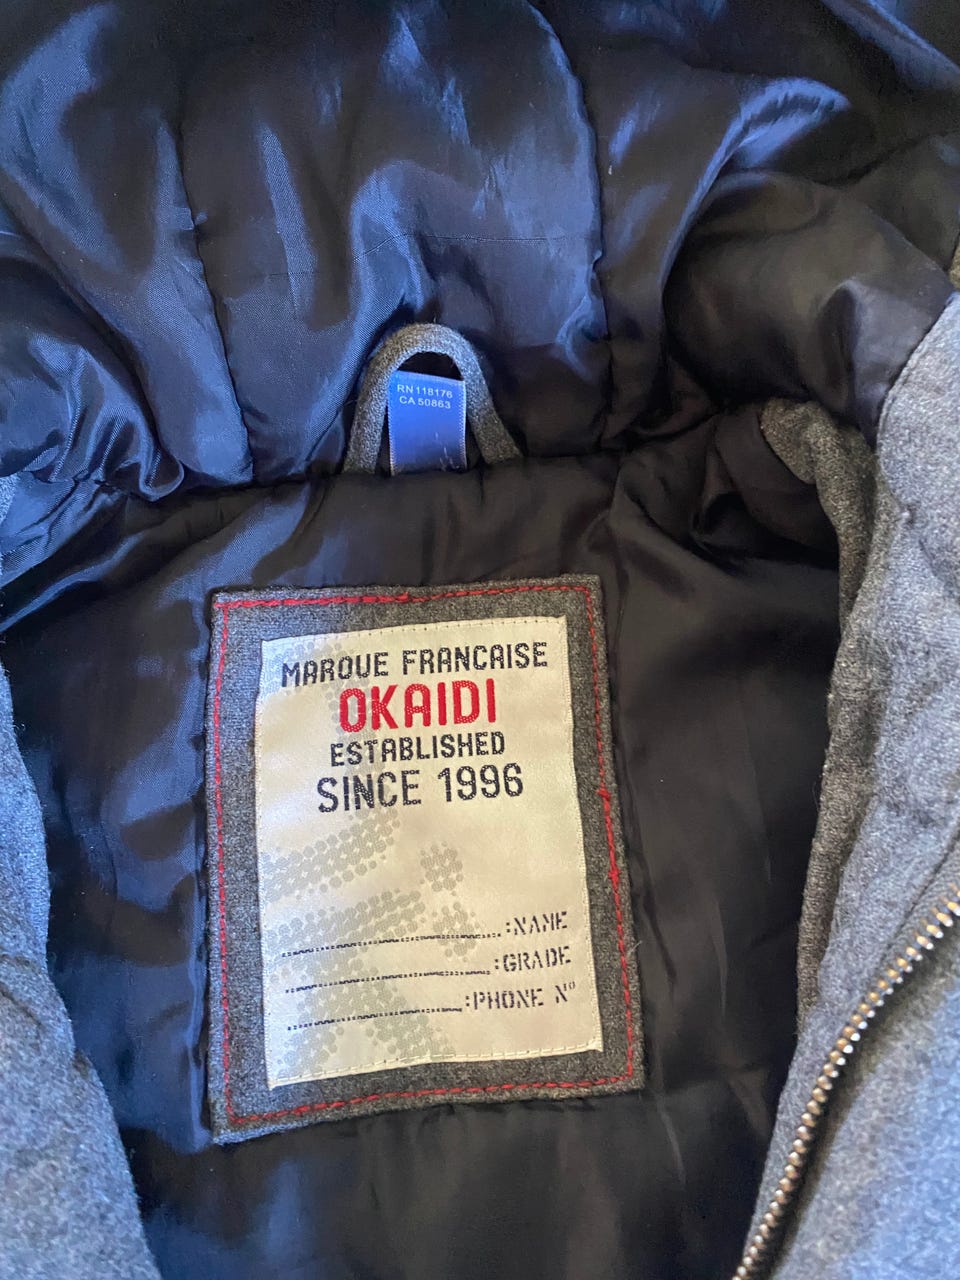 RN 118176
CA 50863
MARQUE FRANCAISE
OKAIDI
ESTABLISHED
SINCE 1996
:NAME
:GRADE
:PHONE N°